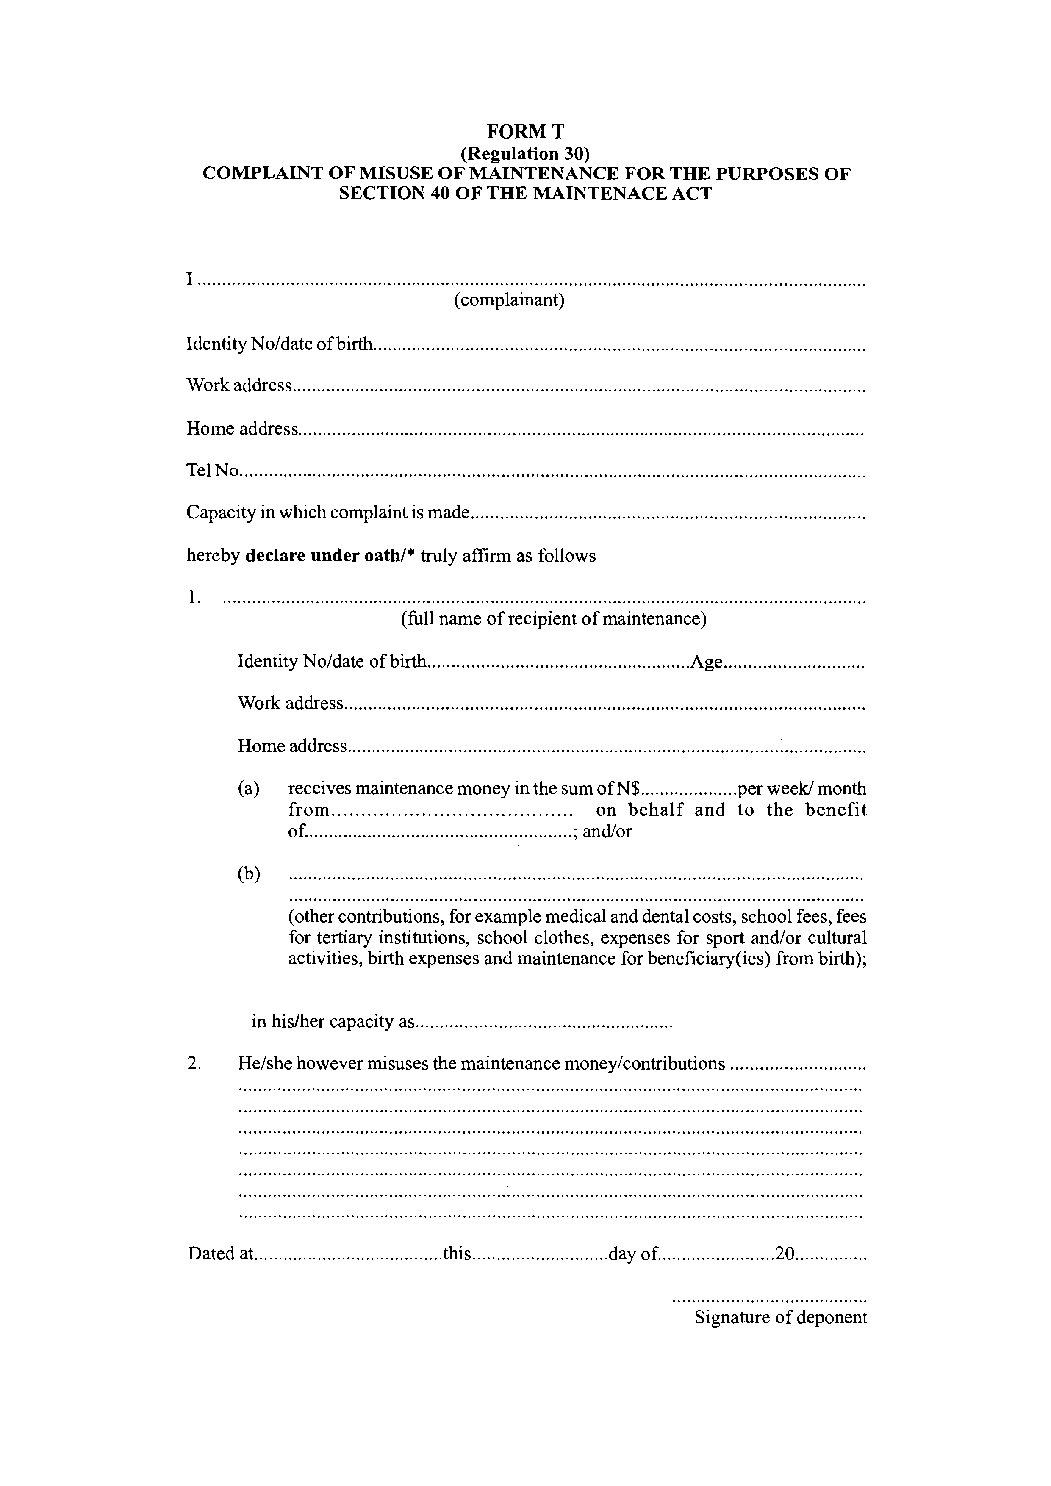 FORM T
(Regulation 30)
COMPLAINT OF MISUSE OF MAINTENANCE FOR THE PURPOSES OF
SECTION 40 OF THE MAINTENACE ACT
I....................................................................................................
(complainant)
Identity No/date of birth....................................................................................................
Work address....................................................................................................
Home address....................................................................................................
Tel No....................................................................................................
Capacity in which complaint is made................................................................................
hereby declare under oath/* truly affirm as follows
1. ....................................................................................................
(full name of recipient of maintenance)
Identity No/date of birth......................................................Age.............................
Work address....................................................................................................
Home address....................................................................................................
(a) receives maintenance money in the sum of N$....................per week/ month
from...................................... on behalf and to the benefit
of.......................................................; and/or
(b) ....................................................................................................
....................................................................................................
(other contributions, for example medical and dental costs, school fees, fees
for tertiary institutions, school clothes, expenses for sport and/or cultural
activities, birth expenses and maintenance for beneficiary(ies) from birth);
in his/her capacity as.....................................................
2. He/she however misuses the maintenance money/contributions ............................
....................................................................................................
....................................................................................................
....................................................................................................
....................................................................................................
....................................................................................................
....................................................................................................
....................................................................................................
Dated at......................................this............................day of........................20...............
........................................
Signature of deponent